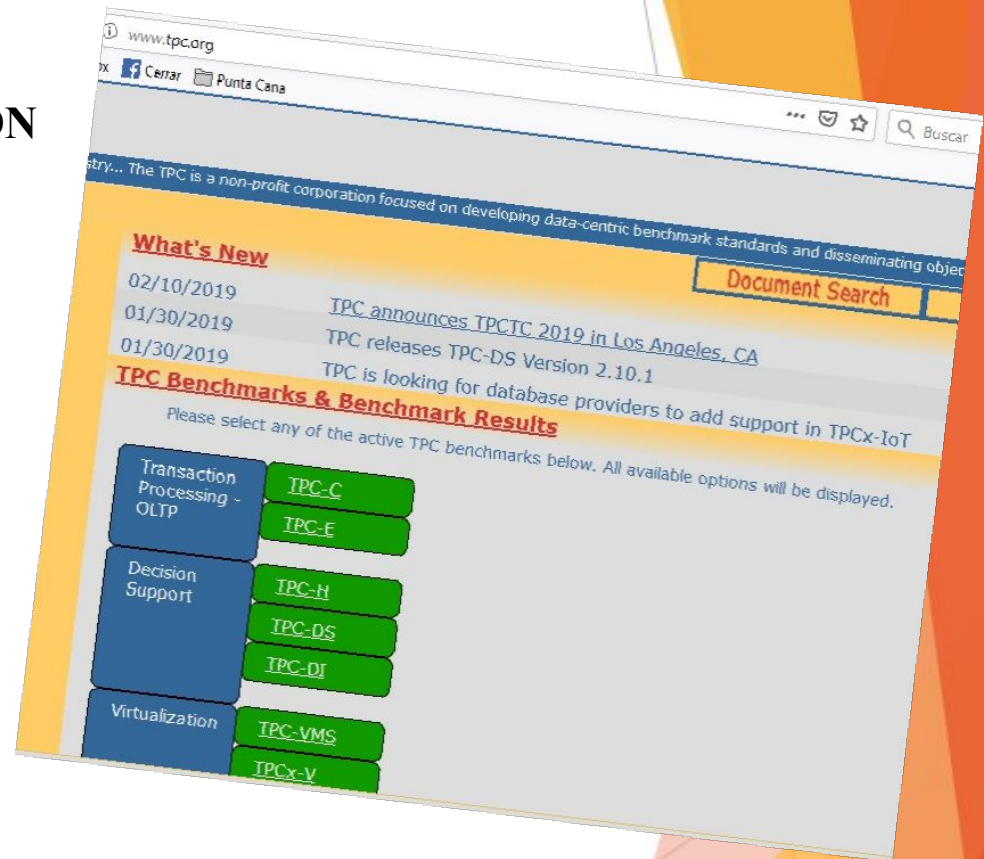 ON
www.tpc.org
Cerrar Punta Cana
Buscar
The TPC is a non-profit corporation focused on developing data-centric benchmark standards and disseminating
Document Search
What's New
02/10/2019 TPC announces TPCTC 2019 in Los Angeles, CA
01/30/2019 TPC releases TPC-DS Version 2.10.1
01/30/2019 TPC is looking for database providers to add support in TPCx-IoT
TPC Benchmarks & Benchmark Results
Please select any of the active TPC benchmarks below. All available options will be displayed.
Transaction
Processing -
OLTP
TPC-C
TPC-E
Decision
Support
TPC-H
TPC-DS
TPC-DI
Virtualization
TPC-VMS
TPCx-V